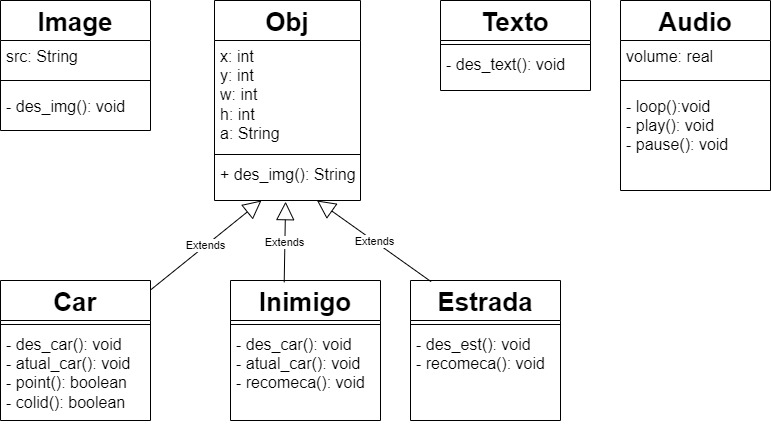 Image
src: String
- des_img(): void
Obj
x: int
y: int
w: int
h: int
a: String
+ des_img(): String
Texto
- des_text(): void
Audio
volume: real
- loop():void
- play(): void
- pause(): void
Extends
Extends
Extends
Car
- des_car(): void
- atual_car(): void
- point(): boolean
- colid(): boolean
Inimigo
- des_car(): void
- atual_car(): void
- recomeca(): void
Estrada
- des_est(): void
- recomeca(): void